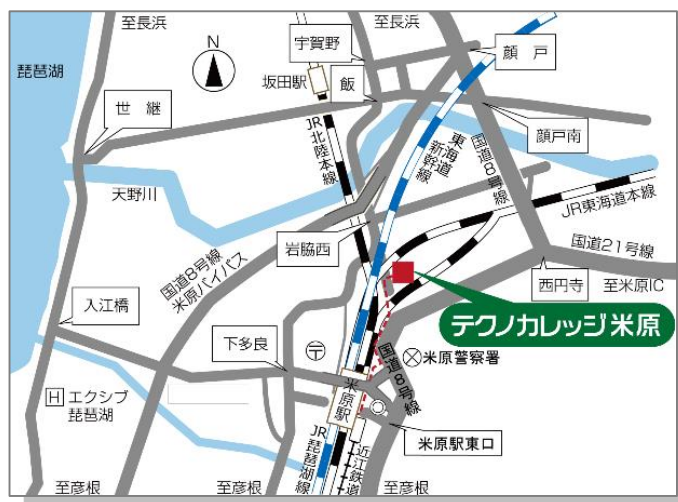 至長浜
至長浜
宇賀野
N
顔 戸
琵琶湖
坂田駅
飯
世 継
JR北陸本線
東海道新幹線
国道8号線
顔戸南
天野川
JR東海道本線
岩脇西
国道21号線
国道8号線
米原バイパス
西円寺
至米原IC
入江橋
テクノカレッジ米原
下多良
〒
国道8号線
米原警察署
米原駅
H エクシブ
琵琶湖
米原駅東口
JR琵琶湖線
近江鉄道
至彦根
至彦根
至彦根